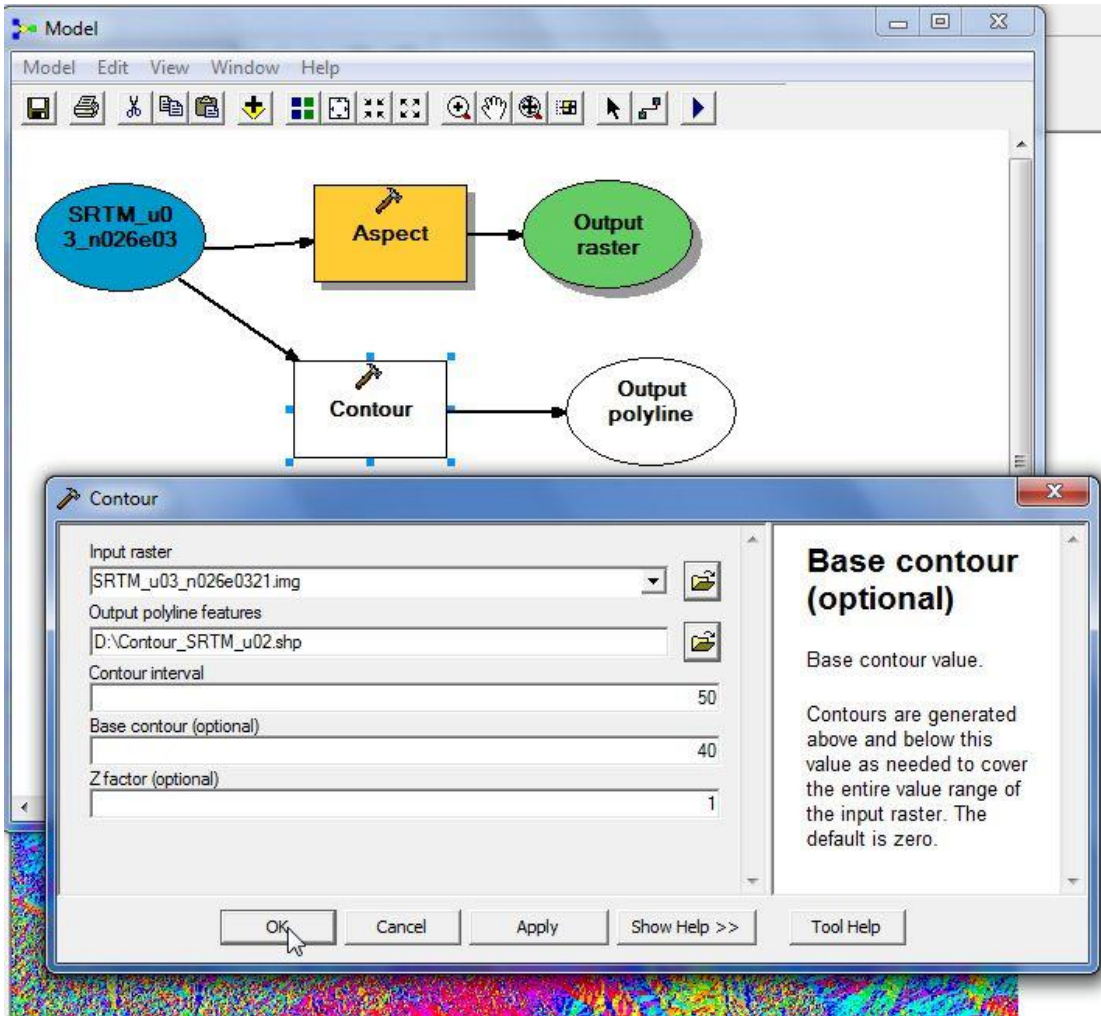 Model
Model Edit View Window Help
SRTM_u0
3_n026e03
Aspect
Output
raster
Contour
Output
polyline
Contour
Input raster
SRTM_u03_n026e0321.img
Output polyline features
D:\Contour_SRTM_u02.shp
Contour interval
50
Base contour (optional)
40
Z factor (optional)
1
Base contour
(optional)
Base contour value.
Contours are generated
above and below this
value as needed to cover
the entire value range of
the input raster. The
default is zero.
OK Cancel Apply Show Help >> Tool Help